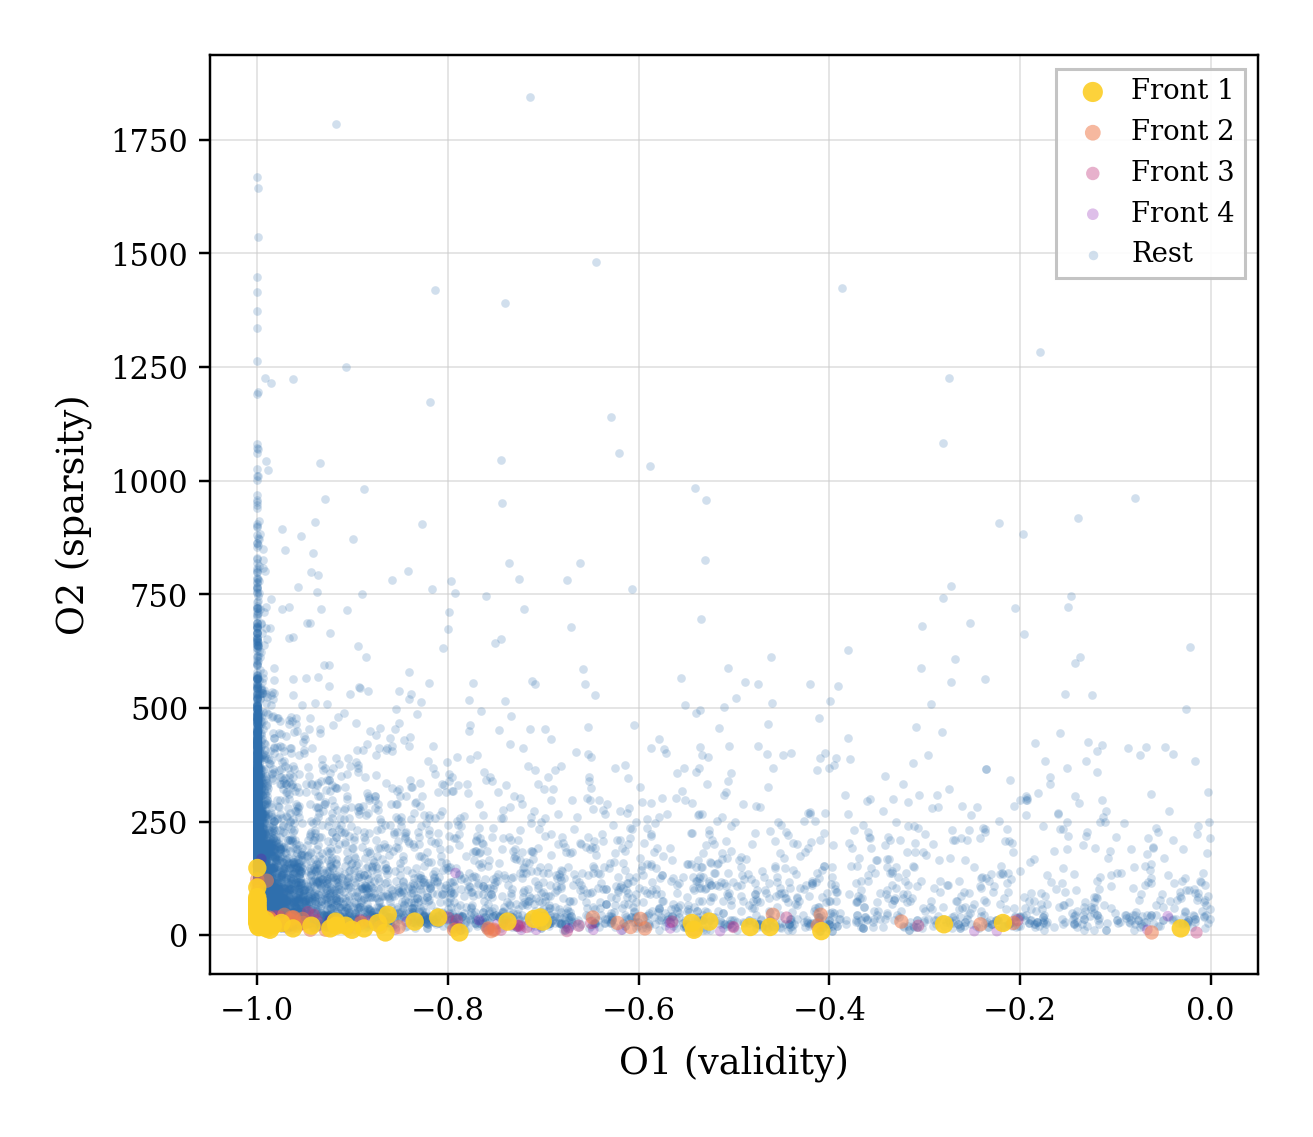 Front 1
Front 2
Front 3
Front 4
Rest
O2 (sparsity)
1750
1500
1250
1000
750
500
250
0
−1.0 −0.8 −0.6 −0.4 −0.2 0.0
O1 (validity)